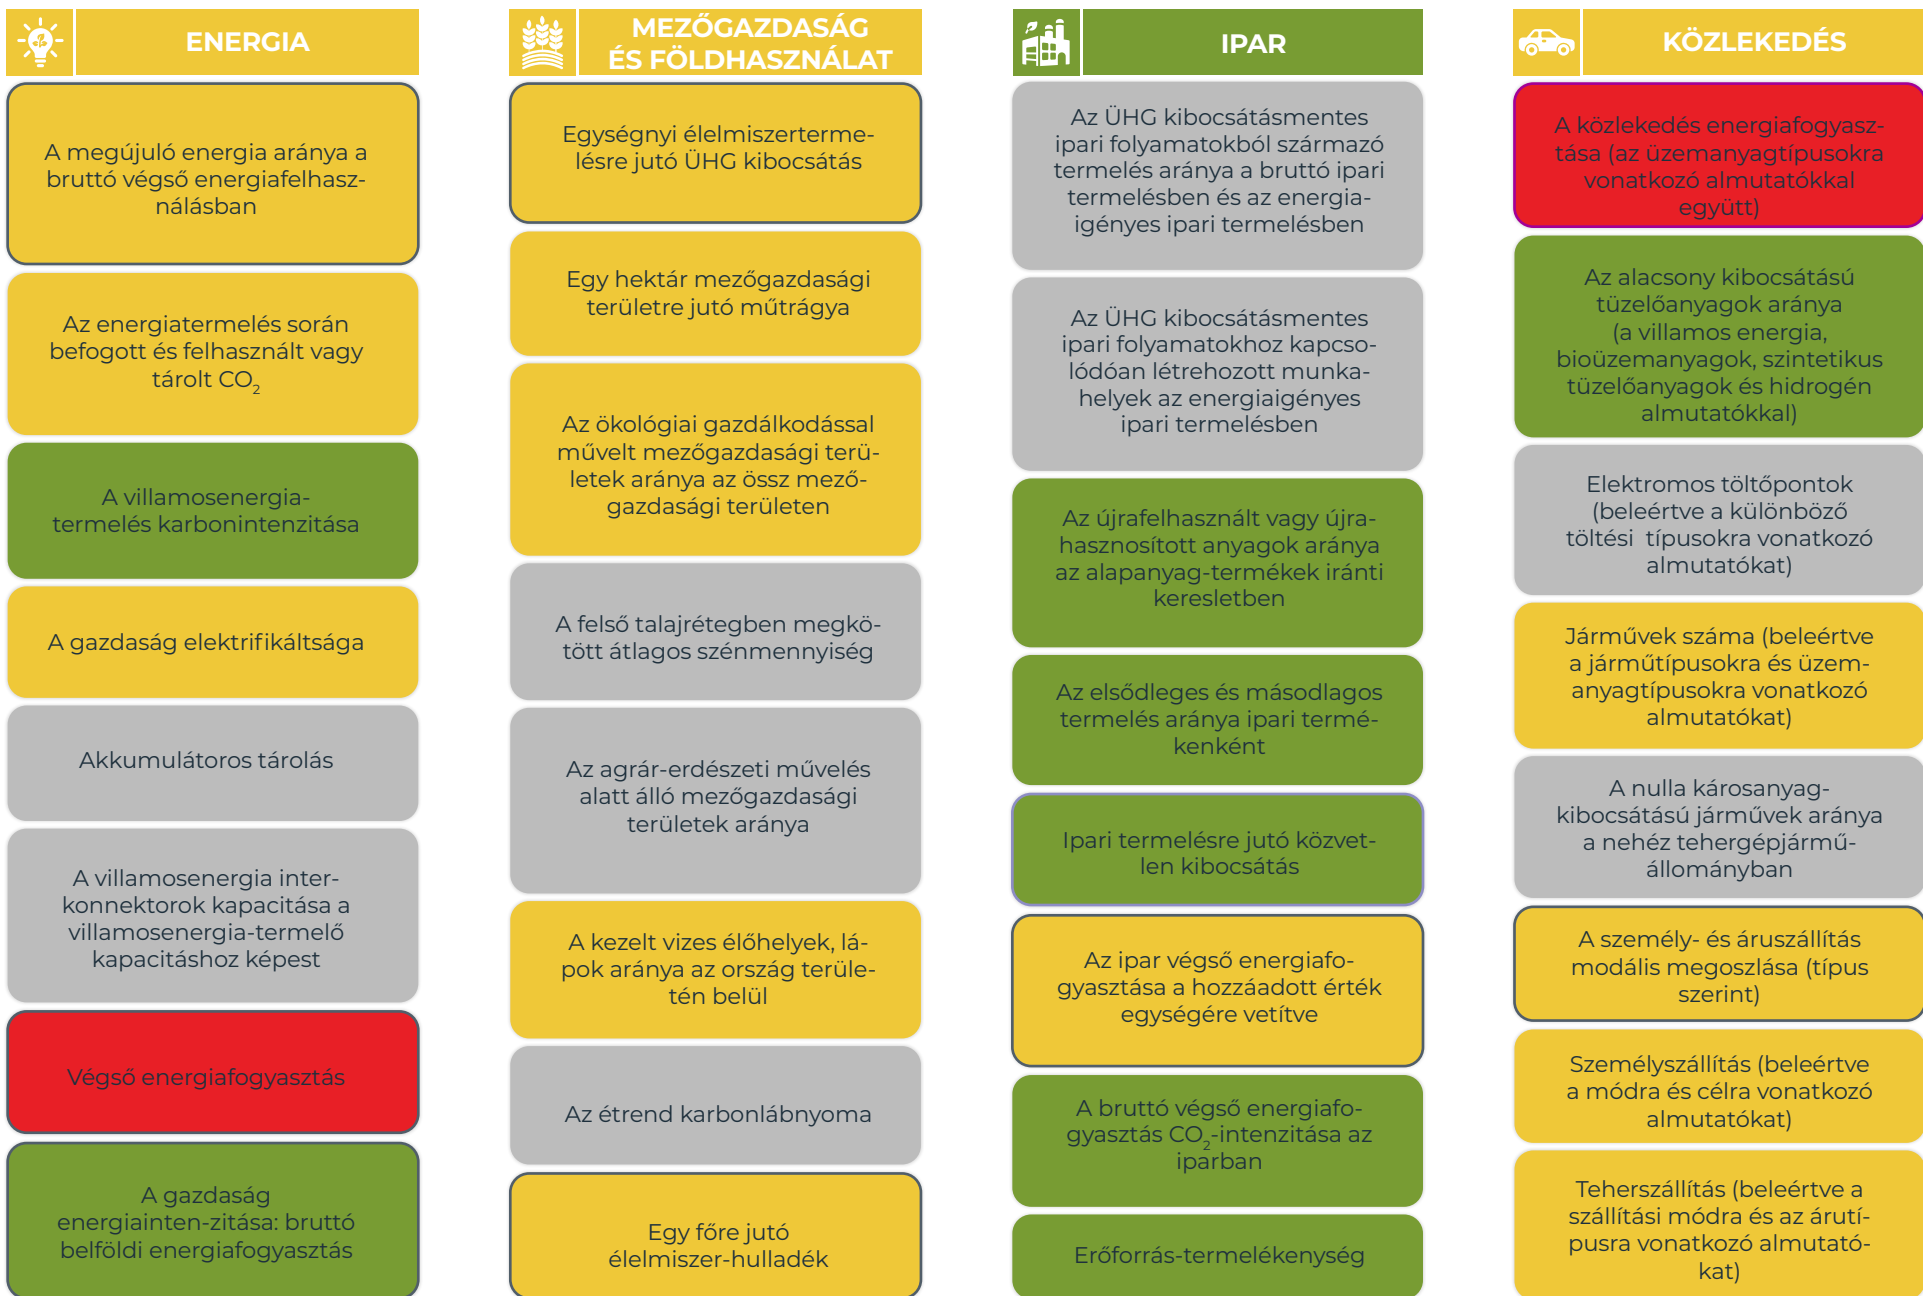 ENERGIA
A megújuló energia aránya a
bruttó végső energiafelhasz-
nálásban
Az energiatermelés során
befogott és felhasznált vagy
tárolt CO₂
A villamosenergia-
termelés karbonintenzitása
A gazdaság elektrifikáltsága
Akkumulátoros tárolás
A villamosenergia inter-
konnektorok kapacitása a
villamosenergia-termelő
kapacitáshoz képest
Végső energiafogyasztás
A gazdaság
energiainten-zitása: bruttó
belföldi energiafogyasztás
MEZŐGAZDASÁG
ÉS FÖLDHASZNÁLAT
Egységnyi élelmiszerterme-
lésre jutó ÜHG kibocsátás
Egy hektár mezőgazdasági
területre jutó műtrágya
Az ökológiai gazdálkodással
művelt mezőgazdasági terü-
letek aránya az össz mező-
gazdasági területen
A felső talajrétegben megkö-
tött átlagos szénmennyiség
Az agrár-erdészeti művelés
alatt álló mezőgazdasági
területek aránya
A kezelt vizes élőhelyek, lá-
pok aránya az ország terüle-
tén belül
Az étrend karbonlábnyoma
Egy főre jutó
élelmiszer-hulladék
IPAR
Az ÜHG kibocsátásmentes
ipari folyamatokból származó
termelés aránya a bruttó ipari
termelésben és az energia-
igényes ipari termelésben
Az ÜHG kibocsátásmentes
ipari folyamatokhoz kapcso-
lódóan létrehozott munka-
helyek az energiaigényes
ipari termelésben
Az újrafelhasznált vagy újra-
hasznosított anyagok aránya
az alapanyag-termékek iránti
keresletben
Az elsődleges és másodlagos
termelés aránya ipari termé-
kenként
Ipari termelésre jutó közvet-
len kibocsátás
Az ipar végső energiafo-
gyasztása a hozzáadott érték
egységére vetítve
A bruttó végső energiafo-
gyasztás CO₂-intenzitása az
iparban
Erőforrás-termelékenység
KÖZLEKEDÉS
A közlekedés energiafogyasz-
tása (az üzemanyagtípusokra
vonatkozó almutatókkal
együtt)
Az alacsony kibocsátású
tüzelőanyagok aránya
(a villamos energia,
bioüzemanyagok, szintetikus
tüzelőanyagok és hidrogén
almutatókkal)
Elektromos töltőpontok
(beleértve a különböző
töltési típusokra vonatkozó
almutatókat)
Járművek száma (beleértve
a járműtípusokra és üzem-
anyagtípusokra vonatkozó
almutatókat)
A nulla károsanyag-
kibocsátású járművek aránya
a nehéz tehergépjármű-
állományban
A személy- és áruszállítás
modális megoszlása (típus
szerint)
Személyszállítás (beleértve
a módra és célra vonatkozó
almutatókat)
Teherszállítás (beleértve a
szállítási módra és az árutí-
pusra vonatkozó almutató-
kat)